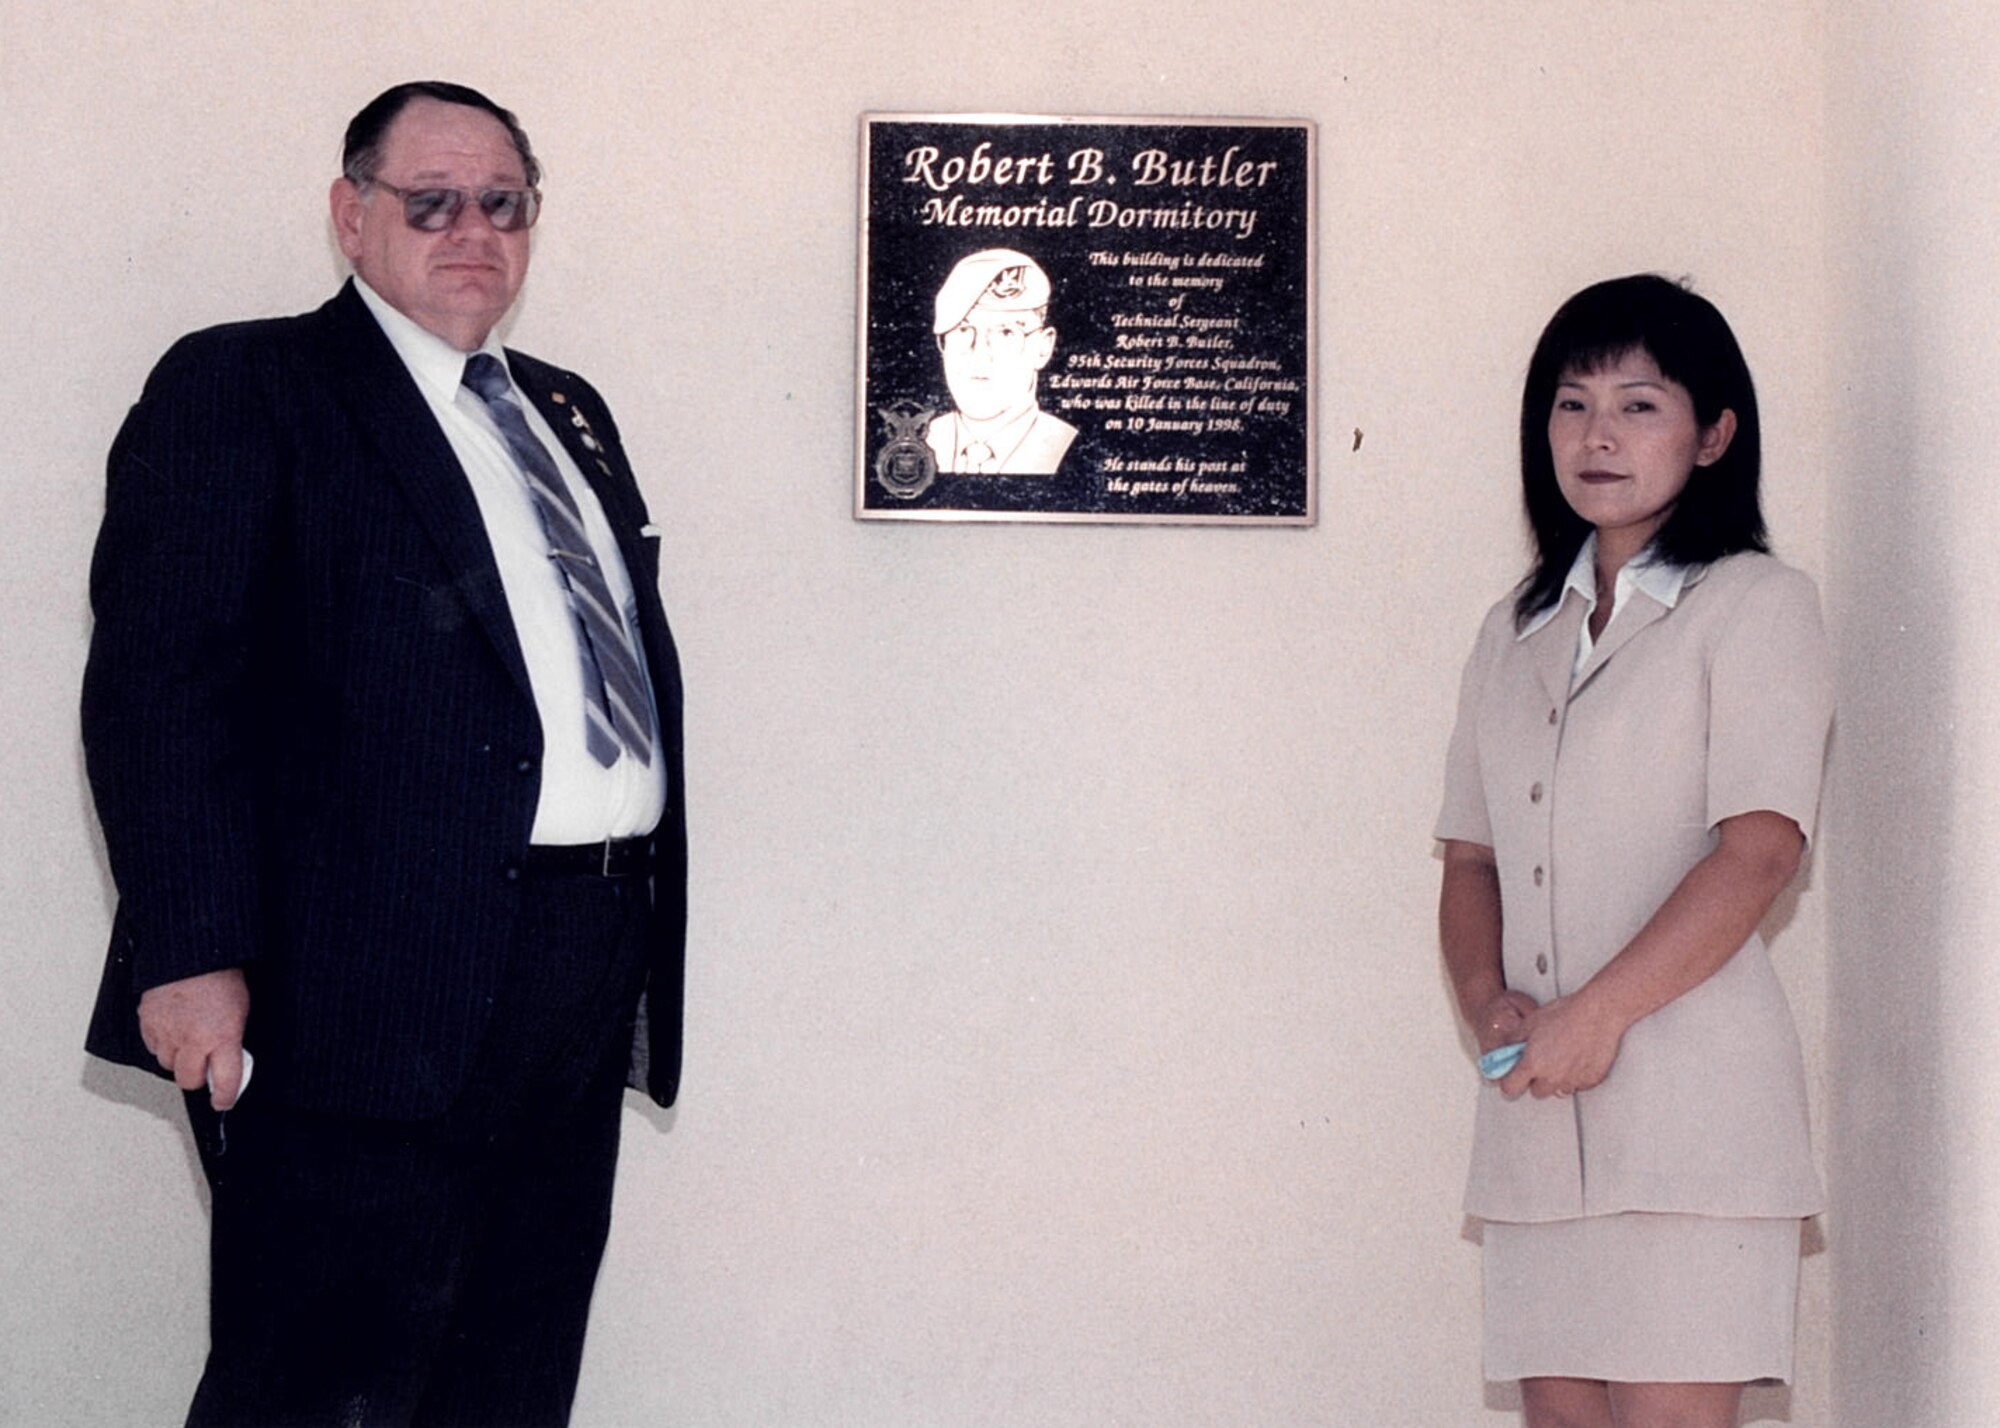 Robert B. Butler
Memorial Dormitory
This building is dedicated
to the memory
of
Technical Sergeant
Robert B. Butler,
95th Security Forces Squadron,
Edwards Air Force Base, California,
who was killed in the line of duty
on 10 January 1998.
He stands his post at
the gates of heaven.